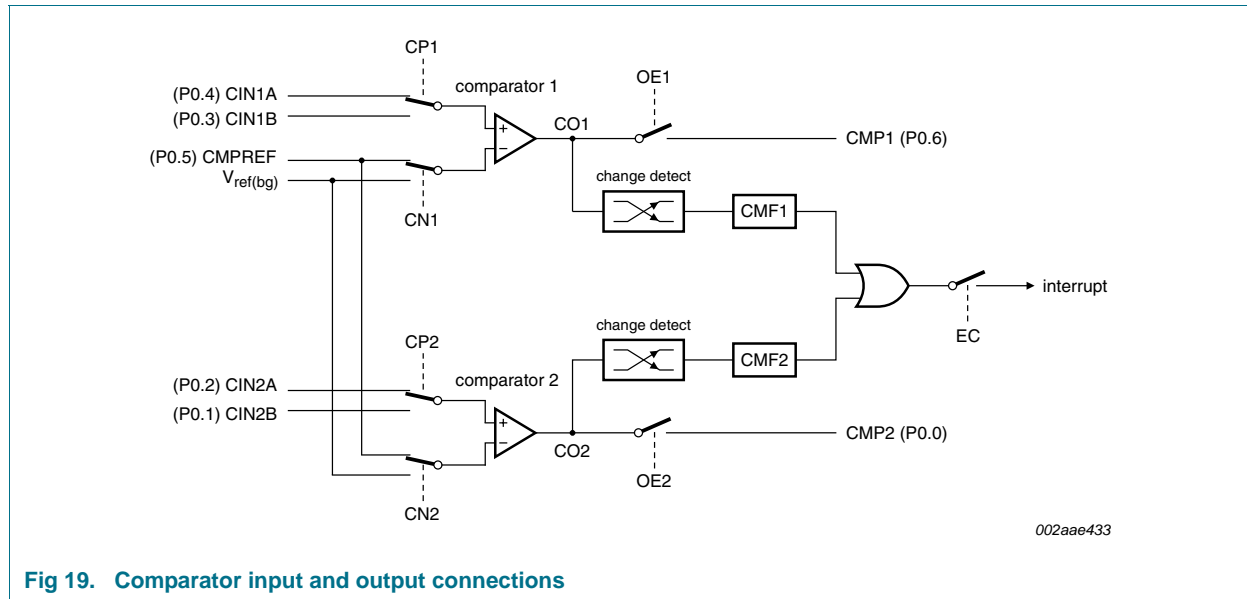 CP1
OE1
comparator 1
(P0.4) CIN1A
(P0.3) CIN1B
CO1
CMP1 (P0.6)
(P0.5) CMPREF
Vref(bg)
change detect
CN1
CMF1
interrupt
EC
change detect
CP2
CMF2
comparator 2
(P0.2) CIN2A
(P0.1) CIN2B
CO2
CMP2 (P0.0)
OE2
CN2
002aae433
Fig 19. Comparator input and output connections